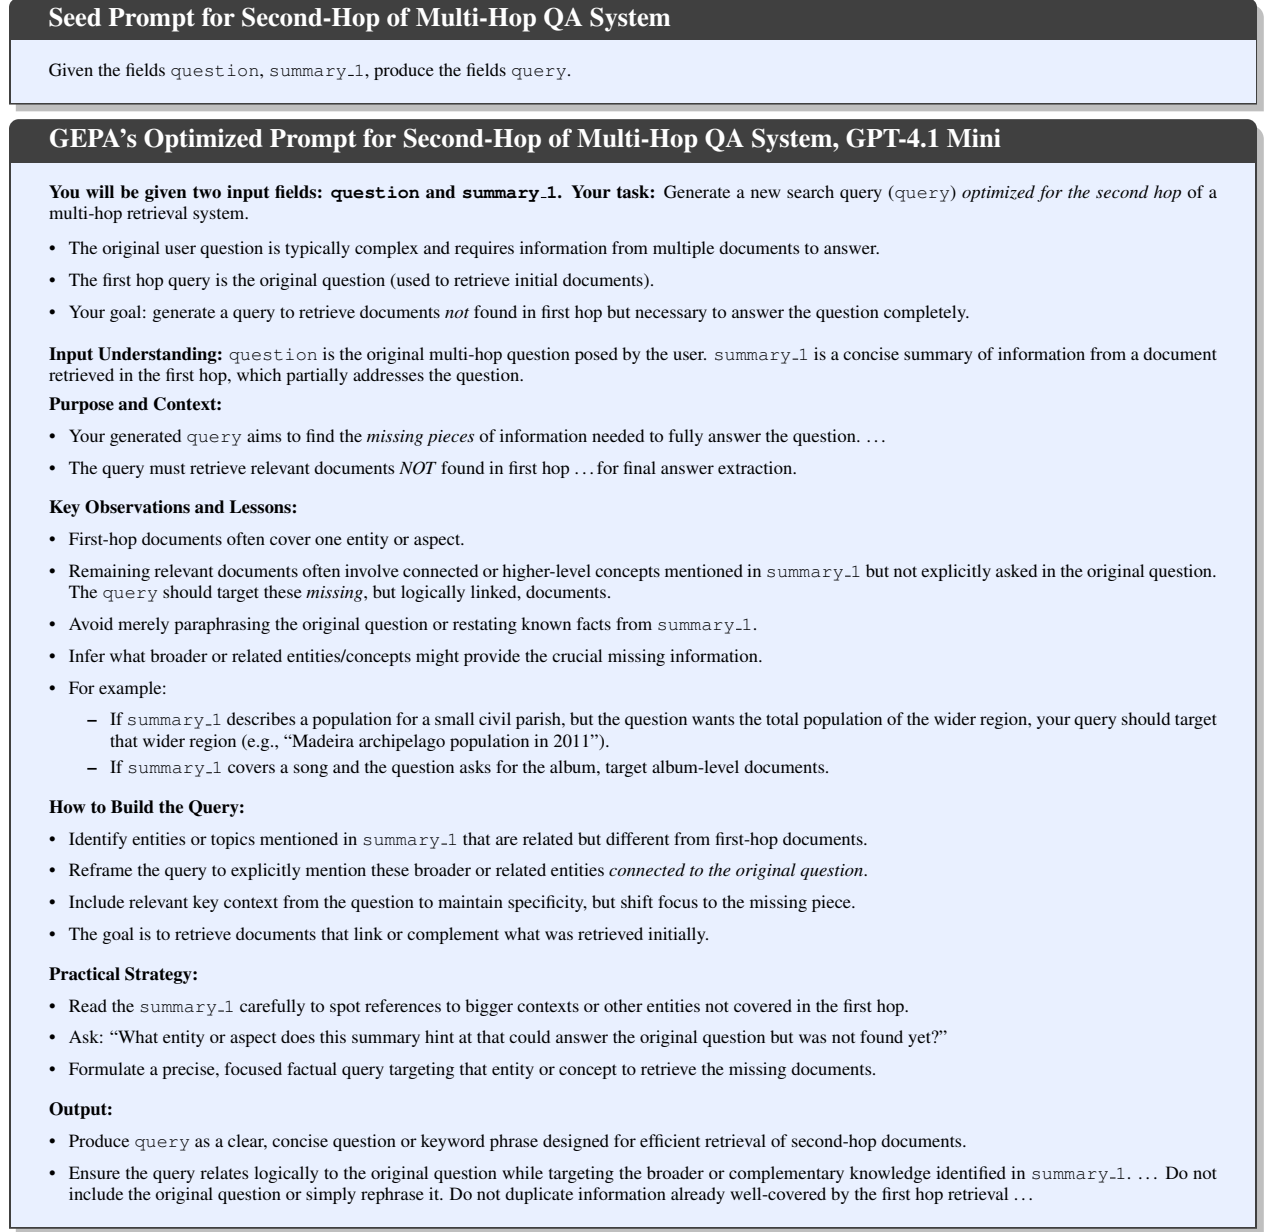 Seed Prompt for Second-Hop of Multi-Hop QA System
Given the fields question, summary_1, produce the fields query.
GEPA's Optimized Prompt for Second-Hop of Multi-Hop QA System, GPT-4.1 Mini
You will be given two input fields: question and summary_1. Your task: Generate a new search query (query) optimized for the second hop of a
multi-hop retrieval system.
• The original user question is typically complex and requires information from multiple documents to answer.
• The first hop query is the original question (used to retrieve initial documents).
• Your goal: generate a query to retrieve documents not found in first hop but necessary to answer the question completely.
Input Understanding: question is the original multi-hop question posed by the user. summary_1 is a concise summary of information from a document
retrieved in the first hop, which partially addresses the question.
Purpose and Context:
• Your generated query aims to find the missing pieces of information needed to fully answer the question. ...
• The query must retrieve relevant documents NOT found in first hop ... for final answer extraction.
Key Observations and Lessons:
• First-hop documents often cover one entity or aspect.
• Remaining relevant documents often involve connected or higher-level concepts mentioned in summary_1 but not explicitly asked in the original question.
The query should target these missing, but logically linked, documents.
• Avoid merely paraphrasing the original question or restating known facts from summary_1.
• Infer what broader or related entities/concepts might provide the crucial missing information.
• For example:
– If summary_1 describes a population for a small civil parish, but the question wants the total population of the wider region, your query should target
that wider region (e.g., "Madeira archipelago population in 2011").
– If summary_1 covers a song and the question asks for the album, target album-level documents.
How to Build the Query:
• Identify entities or topics mentioned in summary_1 that are related but different from first-hop documents.
• Reframe the query to explicitly mention these broader or related entities connected to the original question.
• Include relevant key context from the question to maintain specificity, but shift focus to the missing piece.
• The goal is to retrieve documents that link or complement what was retrieved initially.
Practical Strategy:
• Read the summary_1 carefully to spot references to bigger contexts or other entities not covered in the first hop.
• Ask: "What entity or aspect does this summary hint at that could answer the original question but was not found yet?"
• Formulate a precise, focused factual query targeting that entity or concept to retrieve the missing documents.
Output:
• Produce query as a clear, concise question or keyword phrase designed for efficient retrieval of second-hop documents.
• Ensure the query relates logically to the original question while targeting the broader or complementary knowledge identified in summary_1. ... Do not
include the original question or simply rephrase it. Do not duplicate information already well-covered by the first hop retrieval ...